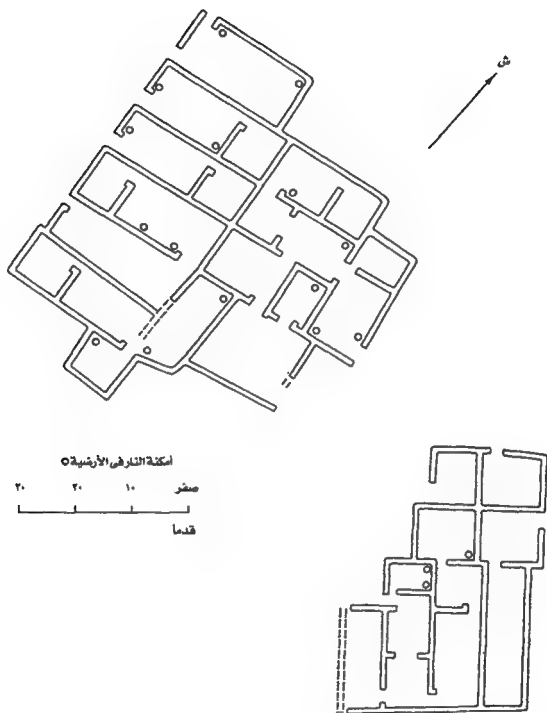 ش
أمكنة النار فى الأرضية o
صفر ١٠ ٢٠ ٣٠
قدماً